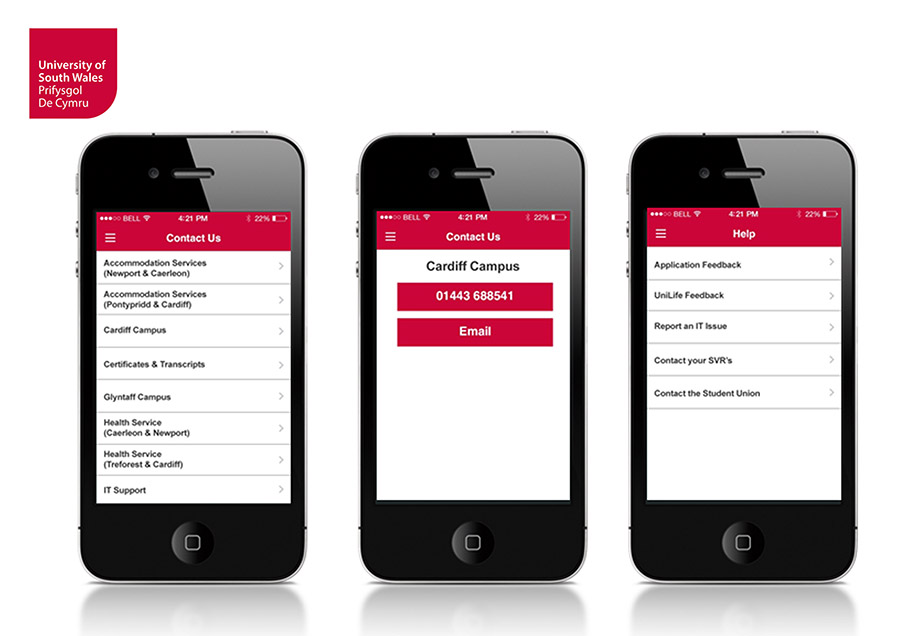 University of
South Wales
Prifysgol
De Cymru
BELL 4:21 PM 22%
Contact Us
Accommodation Services
(Newport & Caerleon)
Accommodation Services
(Pontypridd & Cardiff)
Cardiff Campus
Certificates & Transcripts
Glyntaff Campus
Health Service
(Caerleon & Newport)
Health Service
(Treforest & Cardiff)
IT Support
BELL 4:21 PM 22%
Contact Us
Cardiff Campus
01443 688541
Email
BELL 4:21 PM 22%
Help
Application Feedback
UniLife Feedback
Report an IT Issue
Contact your SVR's
Contact the Student Union